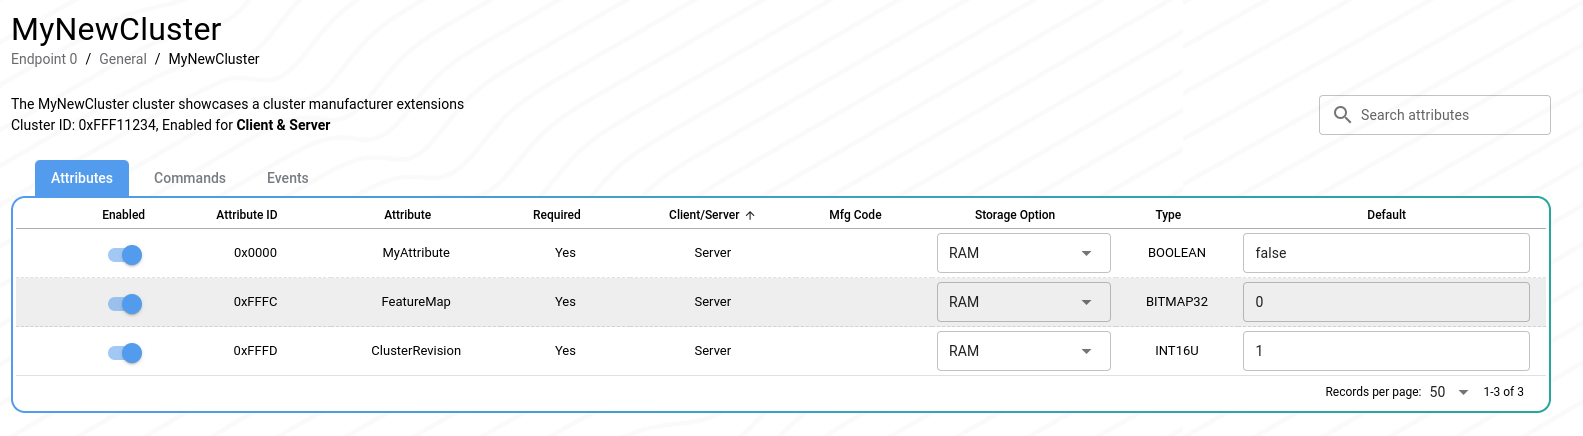 MyNewCluster
Endpoint 0 / General / MyNewCluster
The MyNewCluster cluster showcases a cluster manufacturer extensions
Cluster ID: 0xFFF11234, Enabled for Client & Server
Search attributes
Attributes Commands Events
Enabled Attribute ID Attribute Required Client/Server ↑ Mfg Code Storage Option Type Default
0x0000 MyAttribute Yes Server RAM BOOLEAN false
0xFFFC FeatureMap Yes Server RAM BITMAP32 0
0xFFFD ClusterRevision Yes Server RAM INT16U 1
Records per page: 50 1-3 of 3